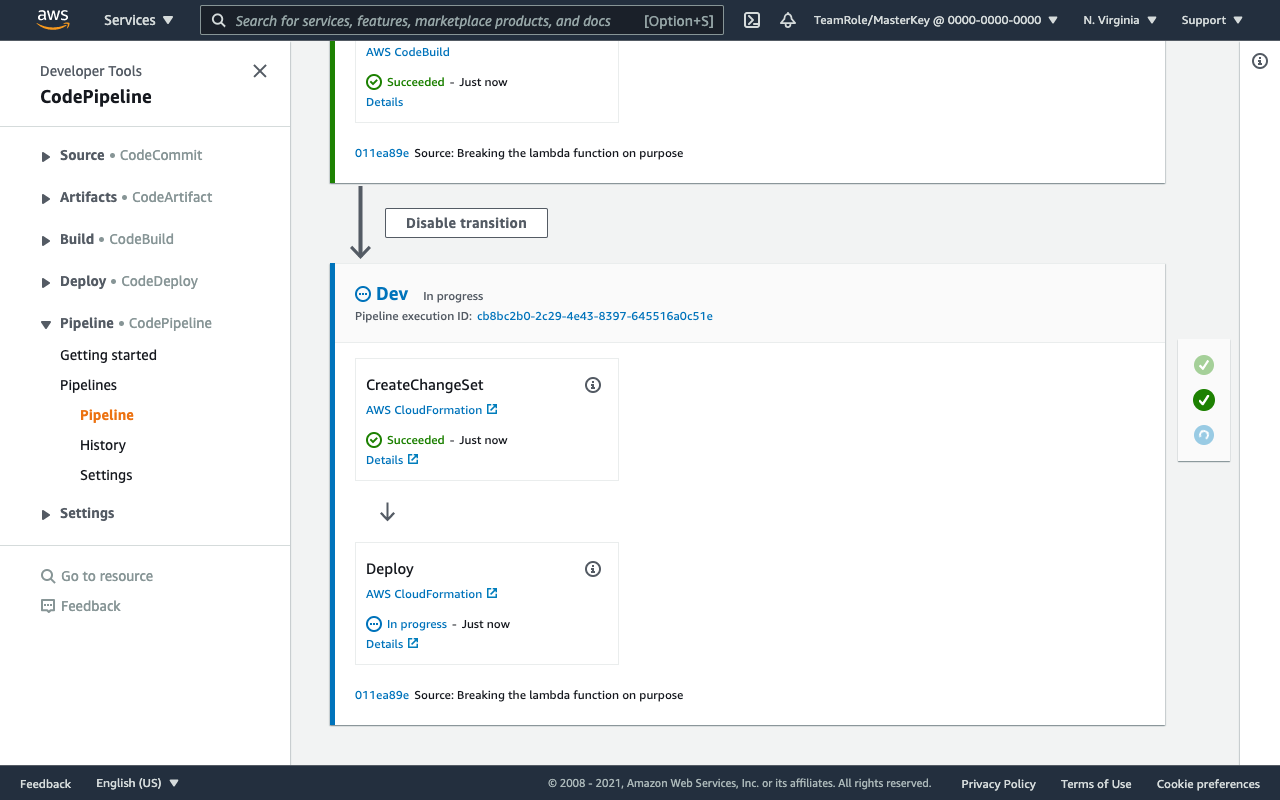 aws
Services
Search for services, features, marketplace products, and docs [Option+S]
TeamRole/MasterKey @ 0000-0000-0000
N. Virginia
Support
Developer Tools
CodePipeline
Source • CodeCommit
Artifacts • CodeArtifact
Build • CodeBuild
Deploy • CodeDeploy
Pipeline • CodePipeline
Getting started
Pipelines
Pipeline
History
Settings
Settings
Go to resource
Feedback
AWS CodeBuild
Succeeded - Just now
Details
011ea89e Source: Breaking the lambda function on purpose
Disable transition
Dev In progress
Pipeline execution ID: cb8bc2b0-2c29-4e43-8397-645516a0c51e
CreateChangeSet
AWS CloudFormation
Succeeded - Just now
Details
Deploy
AWS CloudFormation
In progress - Just now
Details
011ea89e Source: Breaking the lambda function on purpose
Feedback
English (US)
© 2008 - 2021, Amazon Web Services, Inc. or its affiliates. All rights reserved.
Privacy Policy
Terms of Use
Cookie preferences